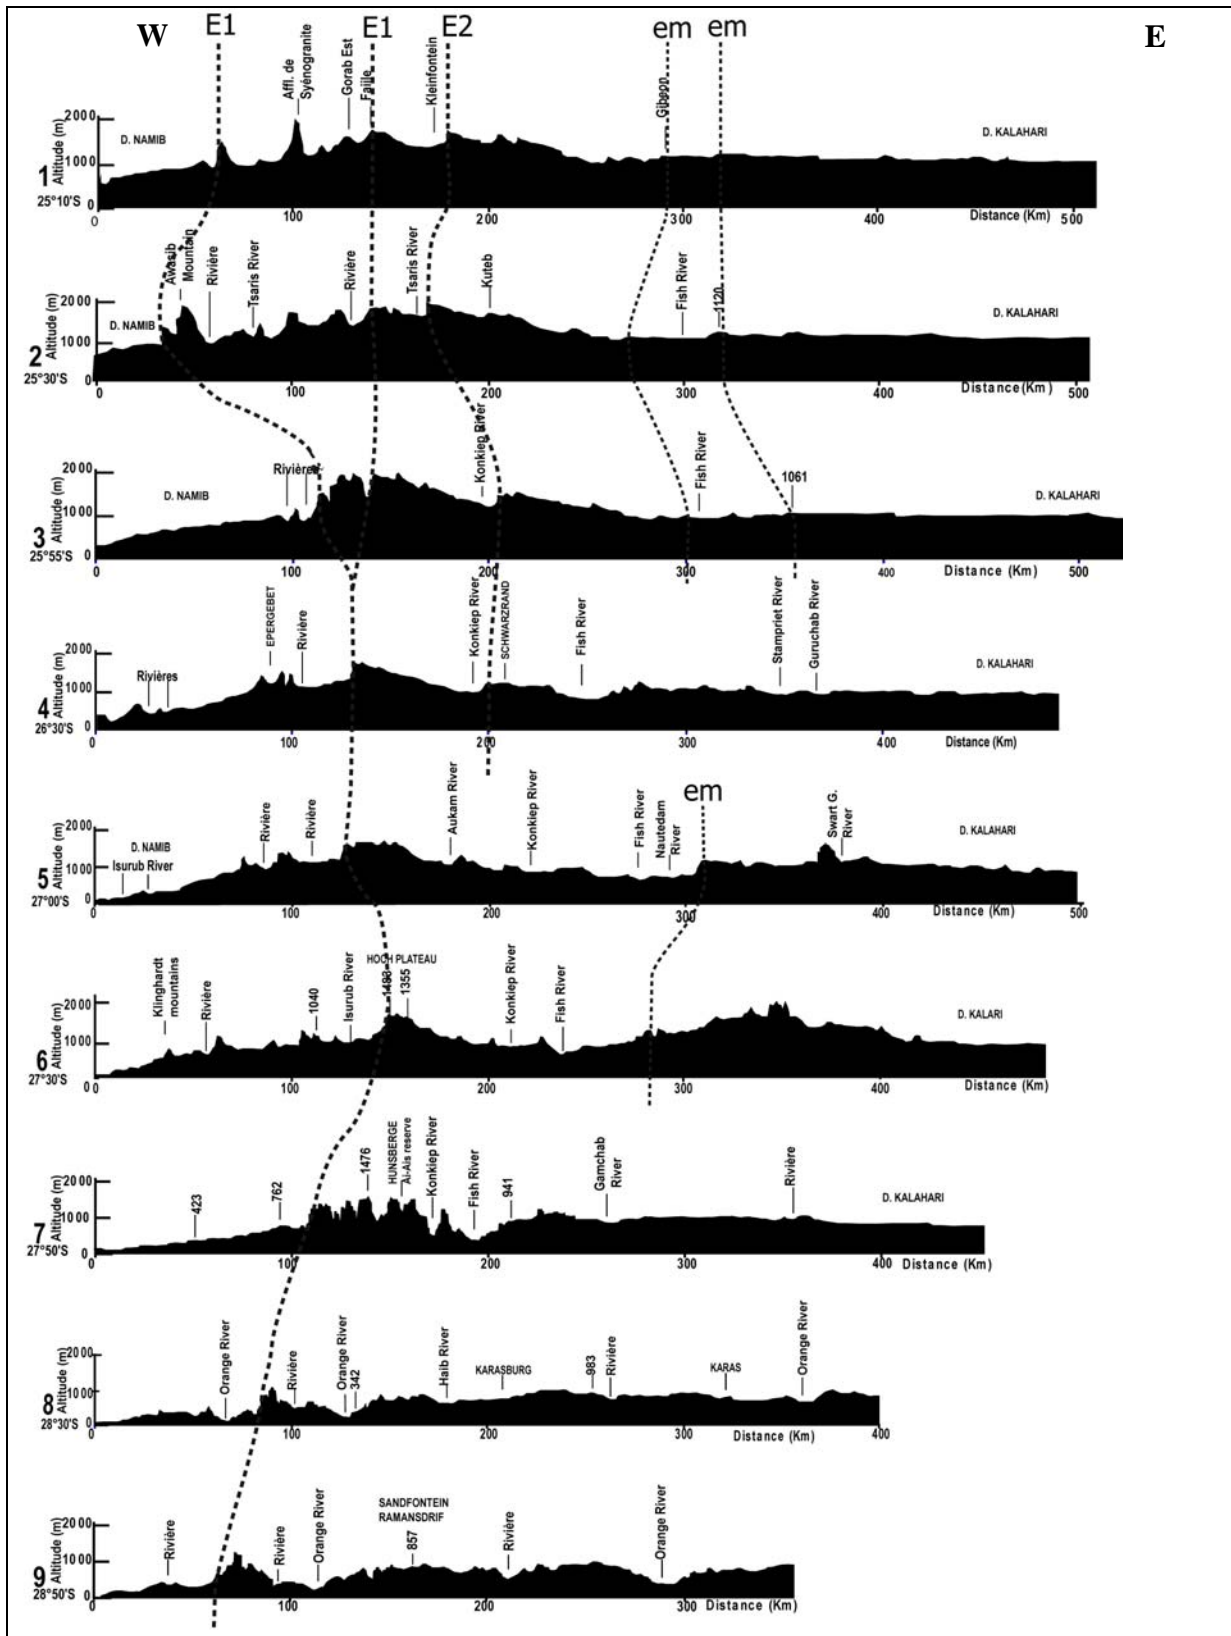 W E1 E1 E2 em em E
Affl. de
Syénogranite
Gorab Est
Faille
Kleinfontein
Gibeon
Altitude (m)
2000
1000
0
D. NAMIB
D. KALAHARI
1
25°10'S
0 100 200 300 400 500
Distance (Km)
Awasib
Mountain
Rivière
Tsaris River
Rivière
Tsaris River
Kuteb
Fish River
1120
Altitude (m)
2000
1000
0
D. NAMIB
D. KALAHARI
2
25°30'S
0 100 200 300 400 500
Distance(Km)
Rivières
Konkiep River
Fish River
1061
Altitude (m)
2000
1000
0
D. NAMIB
D. KALAHARI
3
25°55'S
0 100 200 300 400 500
Distance (Km)
Rivières
EPERGEBET
Rivière
Konkiep River
SCHWARZRAND
Fish River
Stampriet River
Guruchab River
Altitude (m)
2000
1000
0
D. KALAHARI
4
26°30'S
0 100 200 300 400
Distance (Km)
em
D. NAMIB
Isurub River
Rivière
Rivière
Aukam River
Konkiep River
Fish River
Nautedam
River
Swart G.
River
Altitude (m)
2000
1000
0
D. KALAHARI
5
27°00'S
0 100 200 300 400 500
Distance (Km)
Klinghardt
mountains
Rivière
1040
Isurub River
HOCH PLATEAU
1483
1355
Konkiep River
Fish River
Altitude (m)
2000
1000
0
D. KALARI
6
27°30'S
0 100 200 300 400
Distance (Km)
423
762
1476
HUNSBERGE
Ai-Ais reserve
Konkiep River
Fish River
941
Gamchab
River
Rivière
Altitude (m)
2000
1000
0
D. KALAHARI
7
27°50'S
0 100 200 300 400
Distance (Km)
Orange River
Rivière
Orange River
342
Haib River
KARASBURG
983
Rivière
KARAS
Orange River
Altitude (m)
2000
1000
0
8
28°30'S
0 100 200 300 400
Distance (Km)
Rivière
Rivière
Orange River
SANDFONTEIN
RAMANSDRIF
857
Rivière
Orange River
Altitude (m)
2000
1000
0
9
28°50'S
0 100 200 300
Distance (Km)